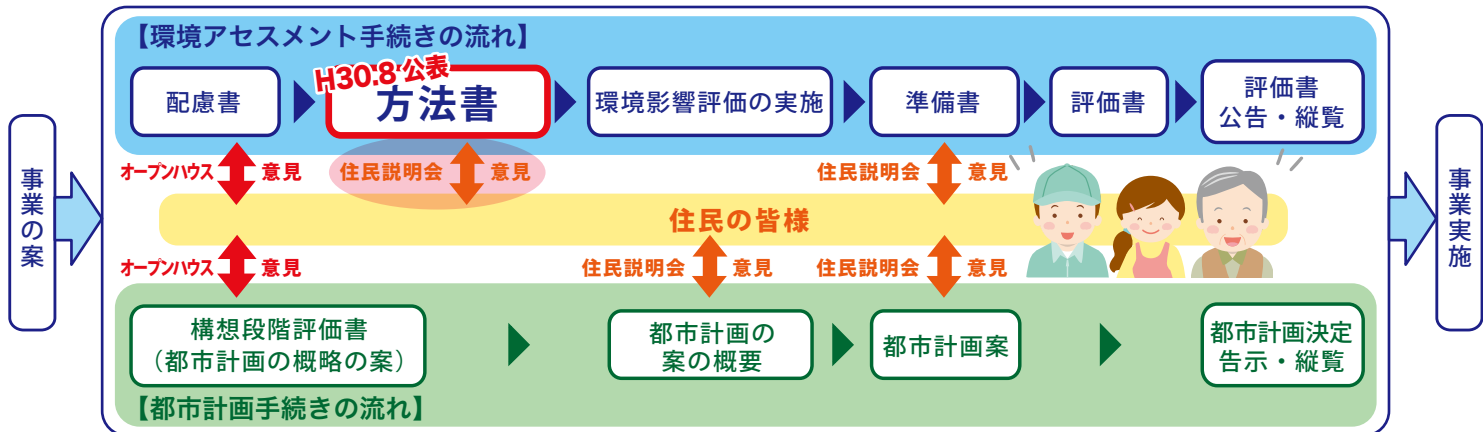 【環境アセスメント手続きの流れ】
H30.8 公表
配慮書
方法書
環境影響評価の実施
準備書
評価書
評価書
公告・縦覧
オープンハウス 意見
住民説明会 意見
住民説明会 意見
事業の案
住民の皆様
事業実施
オープンハウス 意見
住民説明会 意見
住民説明会 意見
構想段階評価書
（都市計画の概略の案）
都市計画の
案の概要
都市計画案
都市計画決定
告示・縦覧
【都市計画手続きの流れ】